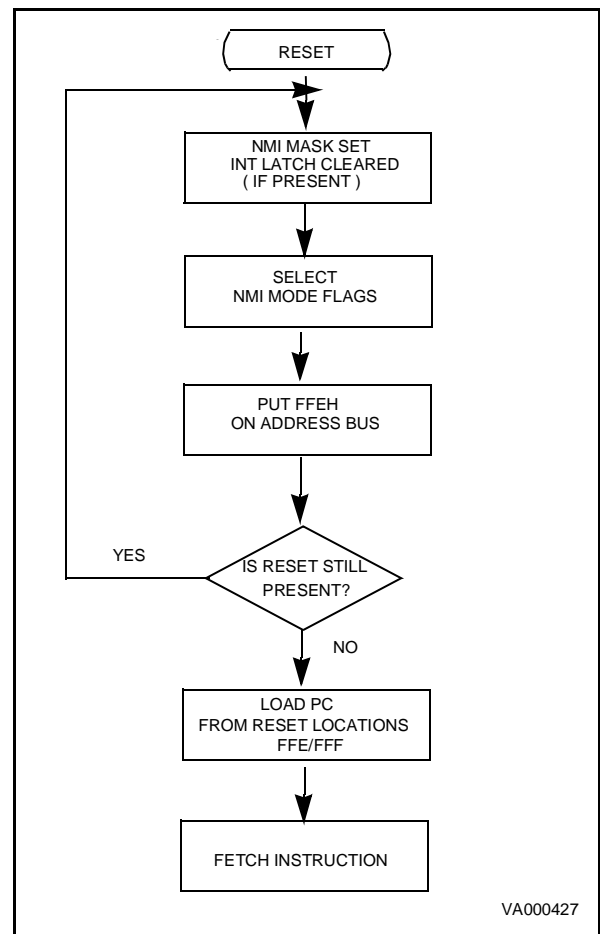 RESET
NMI MASK SET
INT LATCH CLEARED
( IF PRESENT )
SELECT
NMI MODE FLAGS
PUT FFEH
ON ADDRESS BUS
YES
IS RESET STILL
PRESENT?
NO
LOAD PC
FROM RESET LOCATIONS
FFE/FFF
FETCH INSTRUCTION
VA000427